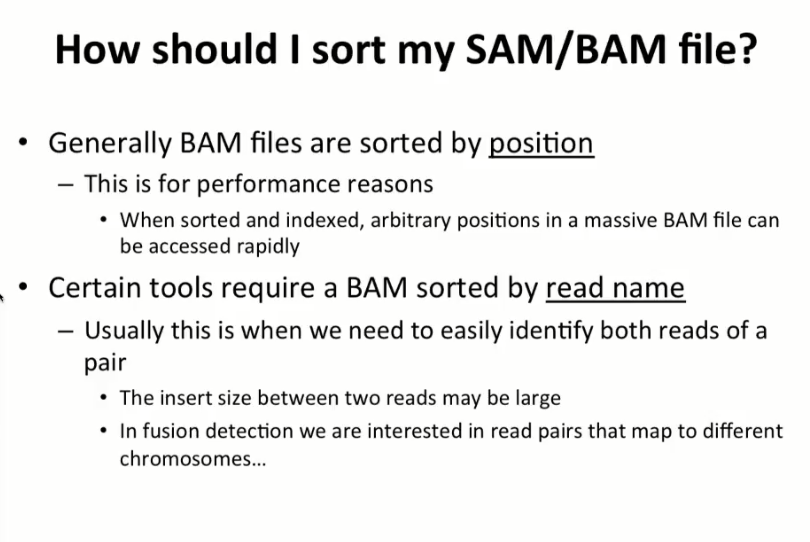 How should I sort my SAM/BAM file?
• Generally BAM files are sorted by position
– This is for performance reasons
• When sorted and indexed, arbitrary positions in a massive BAM file can
be accessed rapidly
• Certain tools require a BAM sorted by read name
– Usually this is when we need to easily identify both reads of a
pair
• The insert size between two reads may be large
• In fusion detection we are interested in read pairs that map to different
chromosomes…